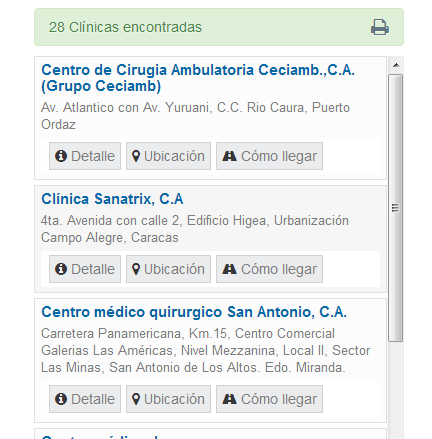 28 Clínicas encontradas
Centro de Cirugia Ambulatoria Ceciamb.,C.A.
(Grupo Ceciamb)
Av. Atlantico con Av. Yuruani, C.C. Rio Caura, Puerto
Ordaz
Detalle Ubicación Cómo llegar
Clínica Sanatrix, C.A
4ta. Avenida con calle 2, Edificio Higea, Urbanización
Campo Alegre, Caracas
Detalle Ubicación Cómo llegar
Centro médico quirurgico San Antonio, C.A.
Carretera Panamericana, Km.15, Centro Comercial
Galerias Las Américas, Nivel Mezzanina, Local II, Sector
Las Minas, San Antonio de Los Altos. Edo. Miranda.
Detalle Ubicación Cómo llegar